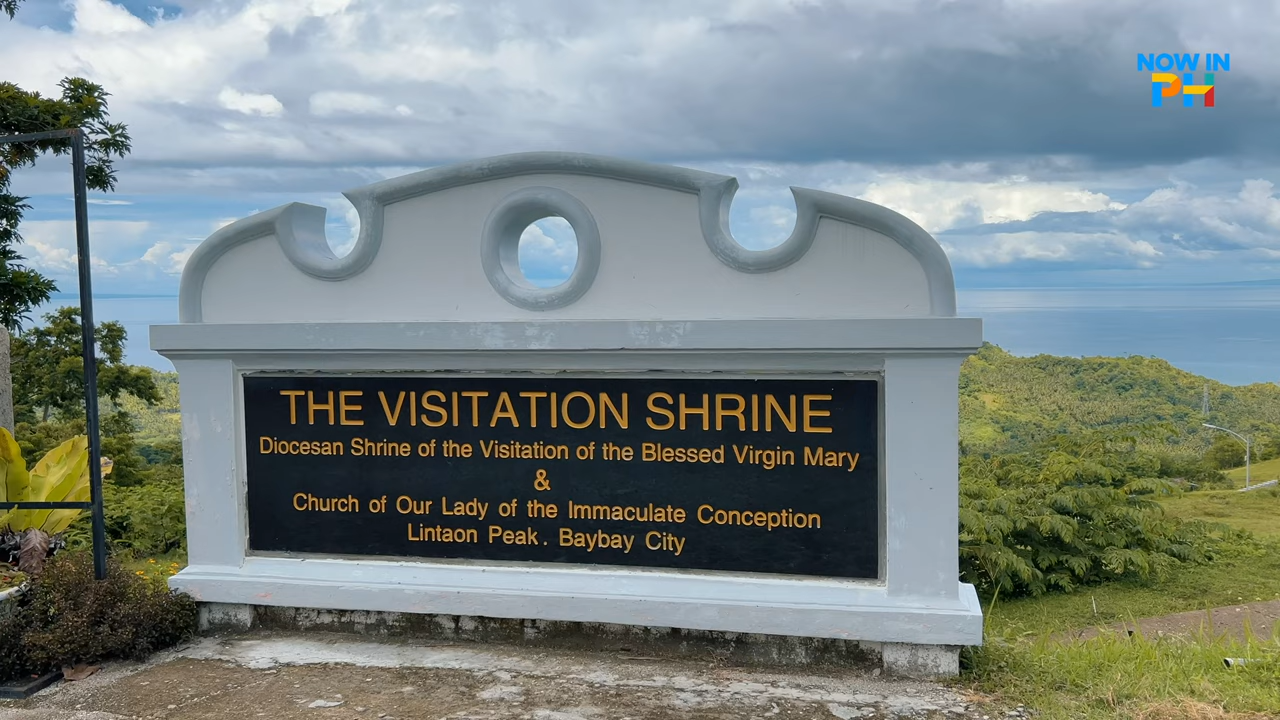 NOW IN
PH
THE VISITATION SHRINE
Diocesan Shrine of the Visitation of the Blessed Virgin Mary
&
Church of Our Lady of the Immaculate Conception
Lintaon Peak. Baybay City